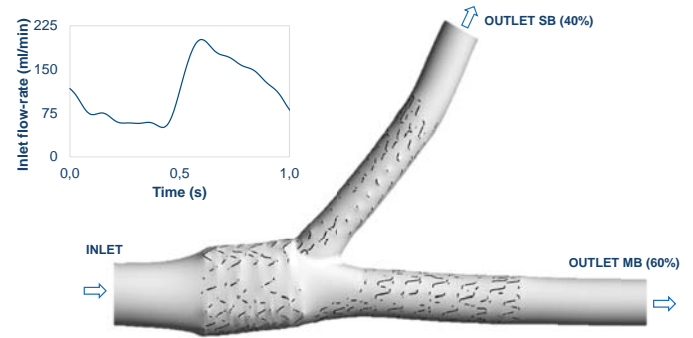 OUTLET SB (40%)
Inlet flow-rate (ml/min)
225
150
75
0
0,0
0,5
1,0
Time (s)
INLET
OUTLET MB (60%)